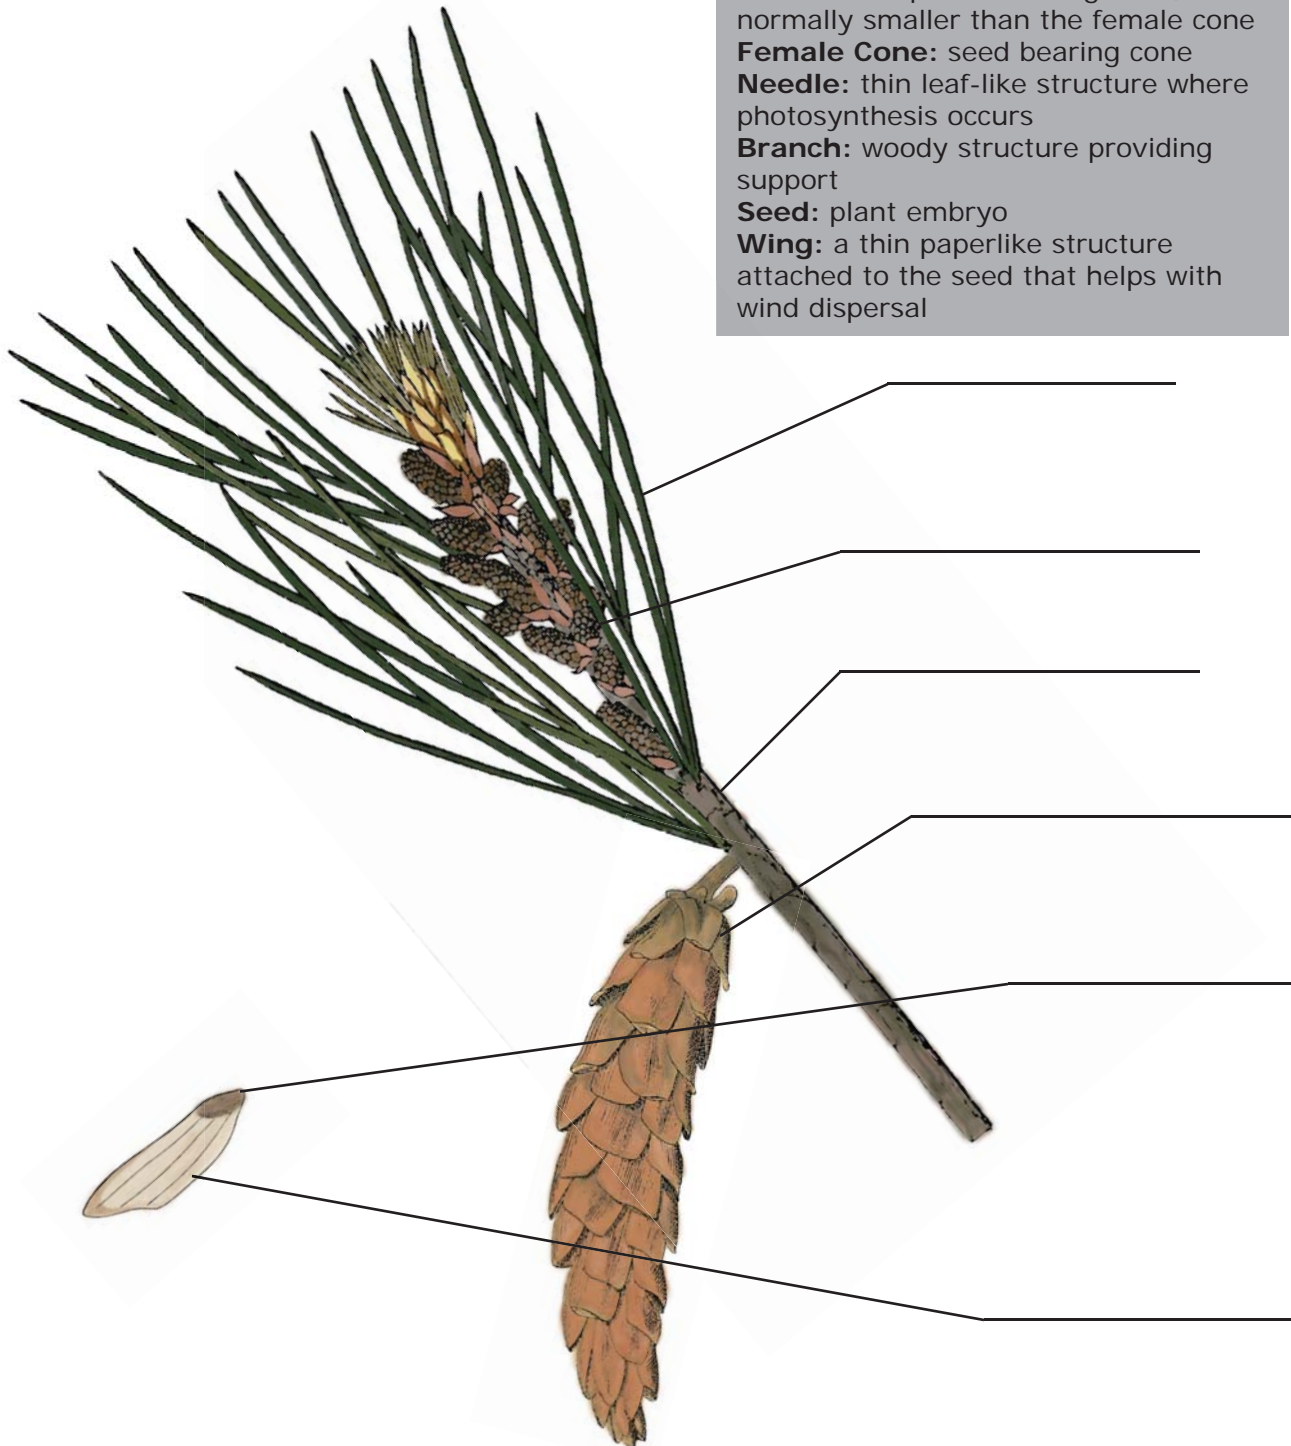 normally smaller than the female cone
Female Cone: seed bearing cone
Needle: thin leaf-like structure where
photosynthesis occurs
Branch: woody structure providing
support
Seed: plant embryo
Wing: a thin paperlike structure
attached to the seed that helps with
wind dispersal